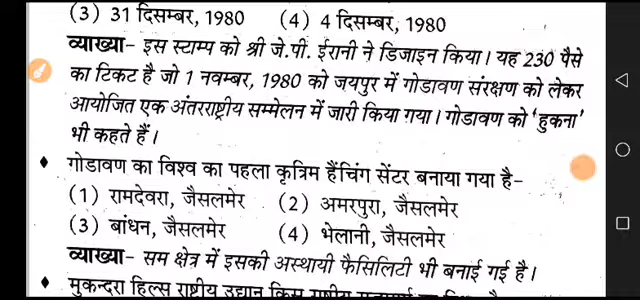 (3) 31 दिसम्बर, 1980 (4) 4 दिसम्बर, 1980
व्याख्या- इस स्टाम्प को श्री जे.पी. ईरानी ने डिजाइन किया। यह 230 पैसे
का टिकट है जो 1 नवम्बर, 1980 को जयपुर में गोडावण संरक्षण को लेकर
आयोजित एक अंतरराष्ट्रीय सम्मेलन में जारी किया गया। गोडावण को 'हुकना'
भी कहते हैं।
♦ गोडावण का विश्व का पहला कृत्रिम हैंचिंग सेंटर बनाया गया है-
(1) रामदेवरा, जैसलमेर (2) अमरपुरा, जैसलमेर
(3) बांधन, जैसलमेर (4) भेलानी, जैसलमेर
व्याख्या- सम क्षेत्र में इसकी अस्थायी फैसिलिटी भी बनाई गई है।
♦ मुकन्दरा हिल्स राष्ट्रीय उद्यान किस